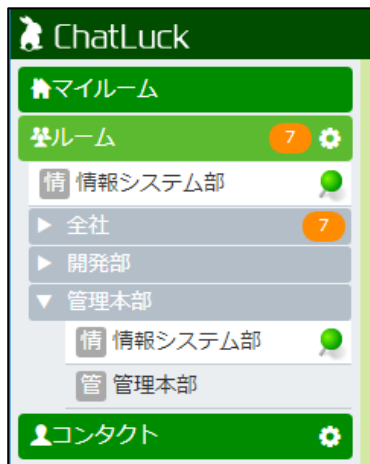 ChatLuck
マイルーム
ルーム 7
情 情報システム部
▶ 全社 7
▶ 開発部
▼ 管理本部
情 情報システム部
管 管理本部
コンタクト